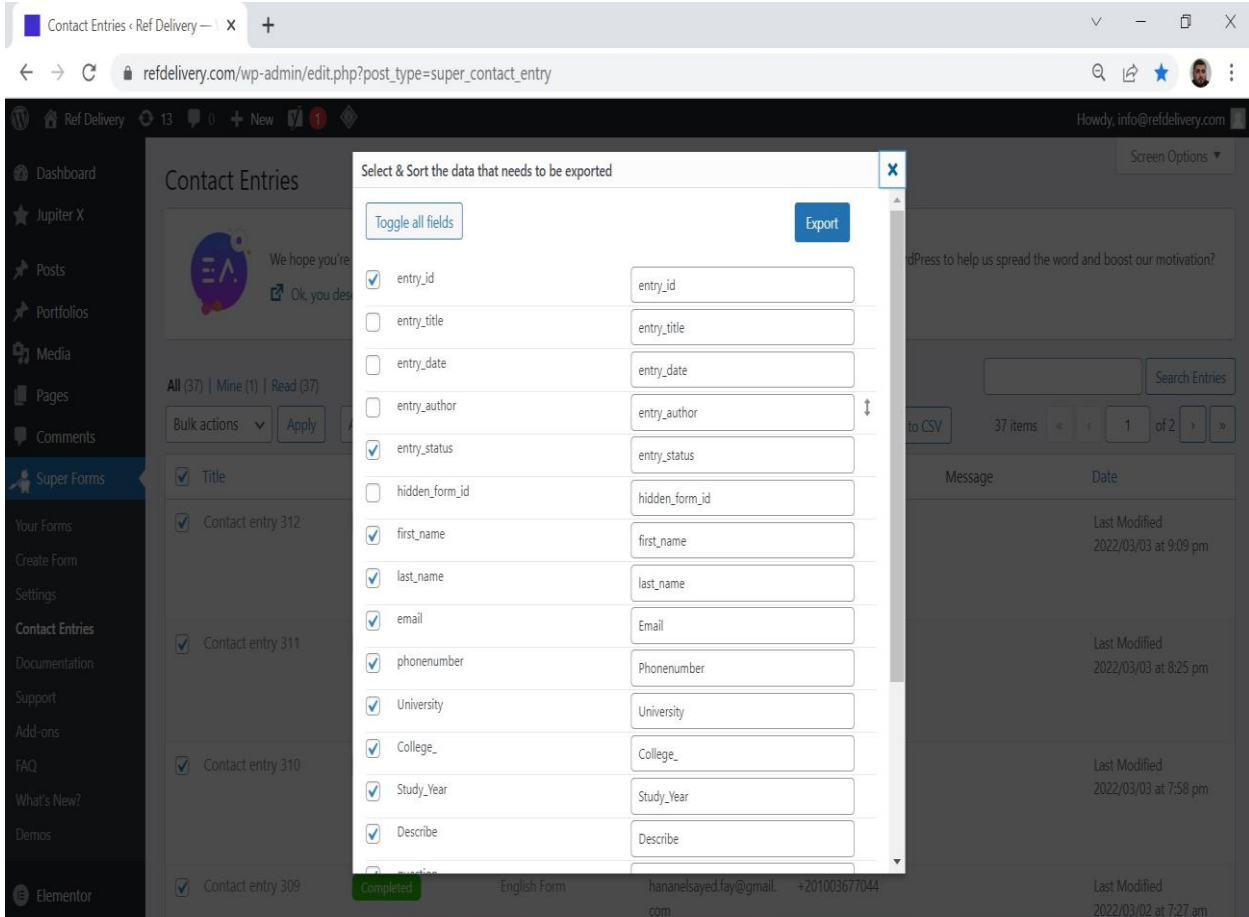 Contact Entries ‹ Ref Delivery —
refdelivery.com/wp-admin/edit.php?post_type=super_contact_entry
Ref Delivery 13 0 New 1 Howdy, info@refdelivery.com
Screen Options
Dashboard
Jupiter X
Posts
Portfolios
Media
Pages
Comments
Super Forms
Your Forms
Create Form
Settings
Contact Entries
Documentation
Support
Add-ons
FAQ
What's New?
Demos
Elementor
Contact Entries
We hope you're
dPress to help us spread the word and boost our motivation?
Ok, you des
All (37) | Mine (1) | Read (37)
Search Entries
Bulk actions Apply
to CSV 37 items « ‹ 1 of 2 › »
Title Message Date
Contact entry 312 Last Modified
2022/03/03 at 9:09 pm
Contact entry 311 Last Modified
2022/03/03 at 8:25 pm
Contact entry 310 Last Modified
2022/03/03 at 7:58 pm
Contact entry 309 Completed English Form hananelsayed.fay@gmail. +201003677044 Last Modified
com 2022/03/02 at 7:27 am
Select & Sort the data that needs to be exported
Toggle all fields Export
entry_id entry_id
entry_title entry_title
entry_date entry_date
entry_author entry_author
entry_status entry_status
hidden_form_id hidden_form_id
first_name first_name
last_name last_name
email Email
phonenumber Phonenumber
University University
College_ College_
Study_Year Study_Year
Describe Describe
question